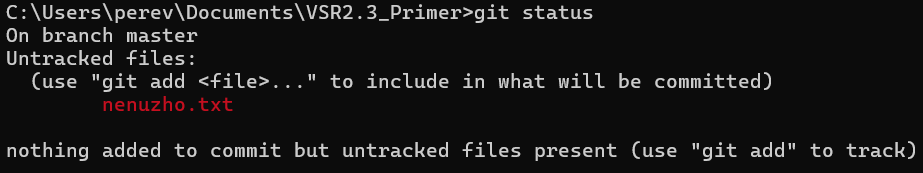 C:\Users\perev\Documents\VSR2.3_Primer>git status
On branch master
Untracked files:
  (use "git add <file>..." to include in what will be committed)
        nenuzho.txt

nothing added to commit but untracked files present (use "git add" to track)